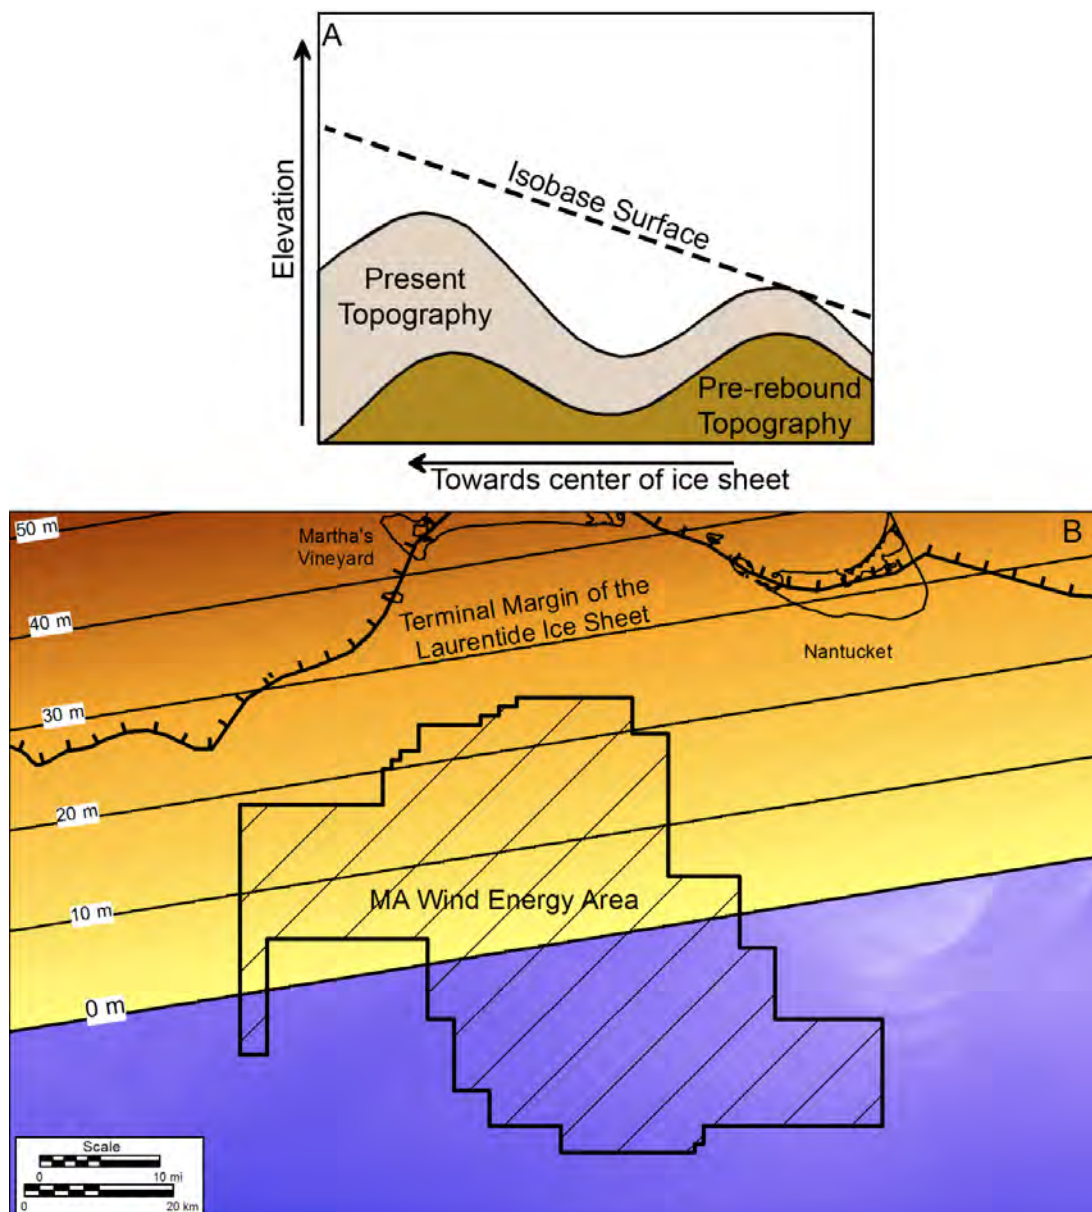 A
Elevation
Isobase Surface
Present
Topography
Pre-rebound
Topography
Towards center of ice sheet
B
50 m
Martha's
Vineyard
40 m
Terminal Margin of the
Laurentide Ice Sheet
Nantucket
30 m
20 m
MA Wind Energy Area
10 m
0 m
Scale
0
10 mi
0
20 km